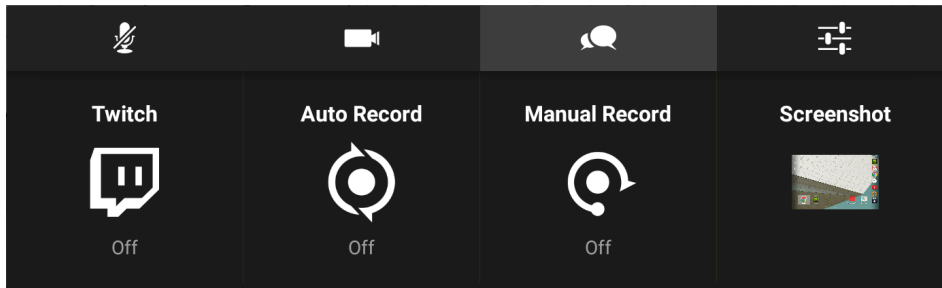 Twitch
Auto Record
Manual Record
Screenshot
Off
Off
Off